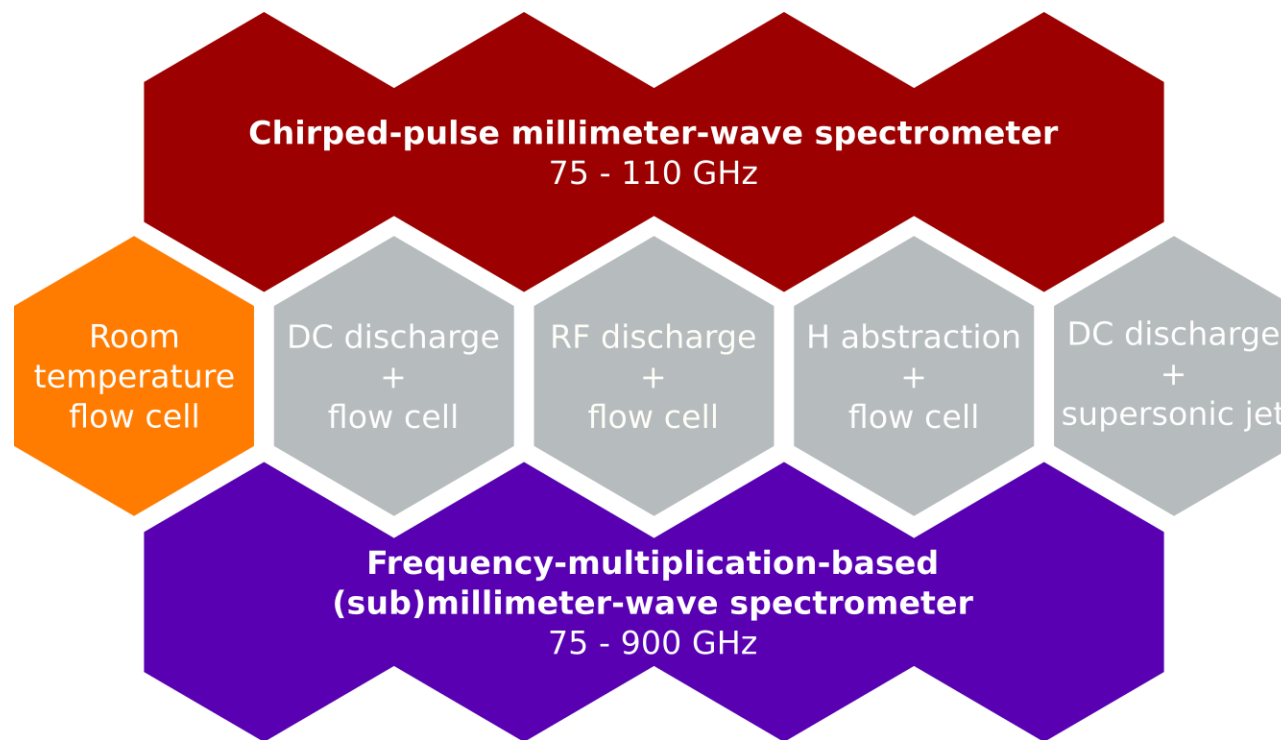 Chirped-pulse millimeter-wave spectrometer
75 - 110 GHz
Room
temperature
flow cell
DC discharge
+
flow cell
RF discharge
+
flow cell
H abstraction
+
flow cell
DC discharge
+
supersonic jet
Frequency-multiplication-based
(sub)millimeter-wave spectrometer
75 - 900 GHz